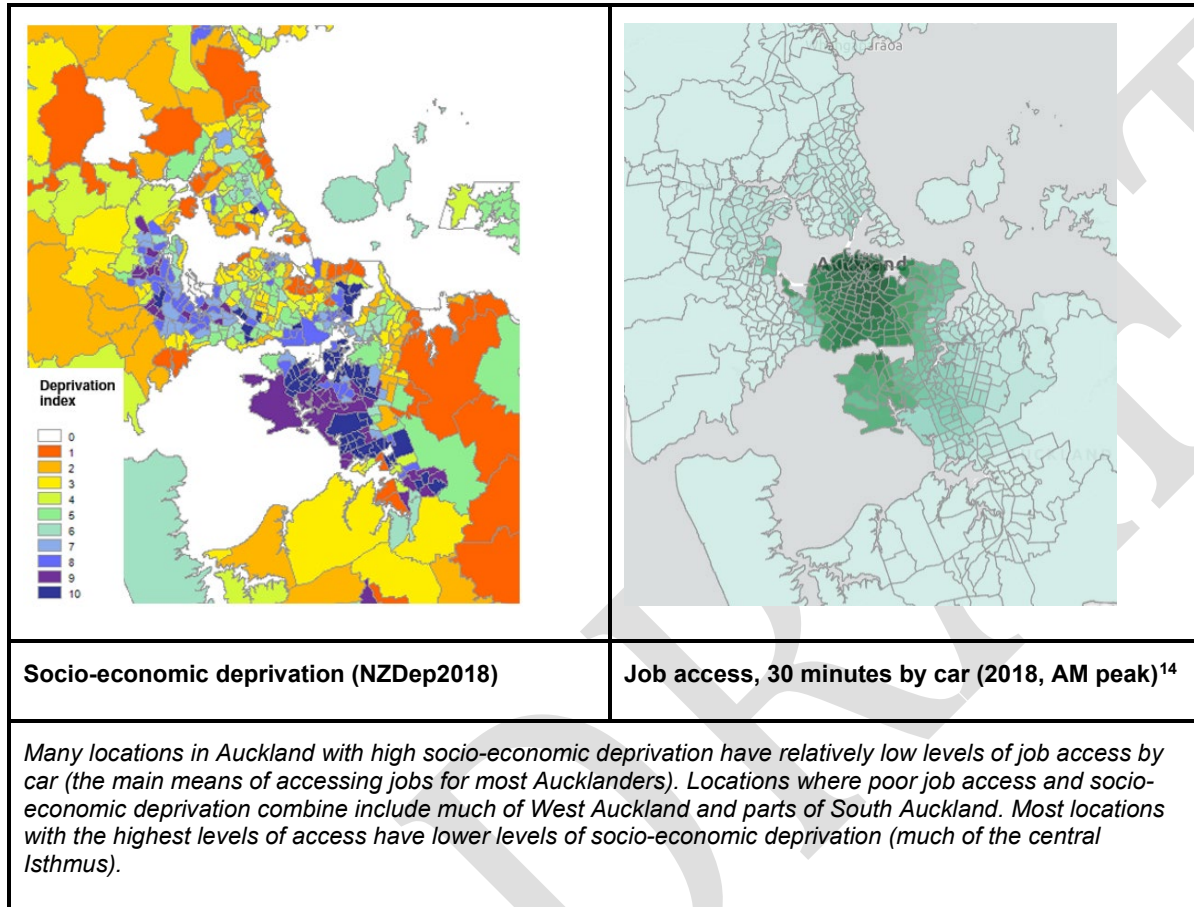 Whangaparaoa
Auckland
Deprivation
index
0
1
2
3
4
5
6
7
8
9
10
AUCKLAND
Socio-economic deprivation (NZDep2018)
Job access, 30 minutes by car (2018, AM peak)14
Many locations in Auckland with high socio-economic deprivation have relatively low levels of job access by
car (the main means of accessing jobs for most Aucklanders). Locations where poor job access and socio-
economic deprivation combine include much of West Auckland and parts of South Auckland. Most locations
with the highest levels of access have lower levels of socio-economic deprivation (much of the central
Isthmus).
DRAFT